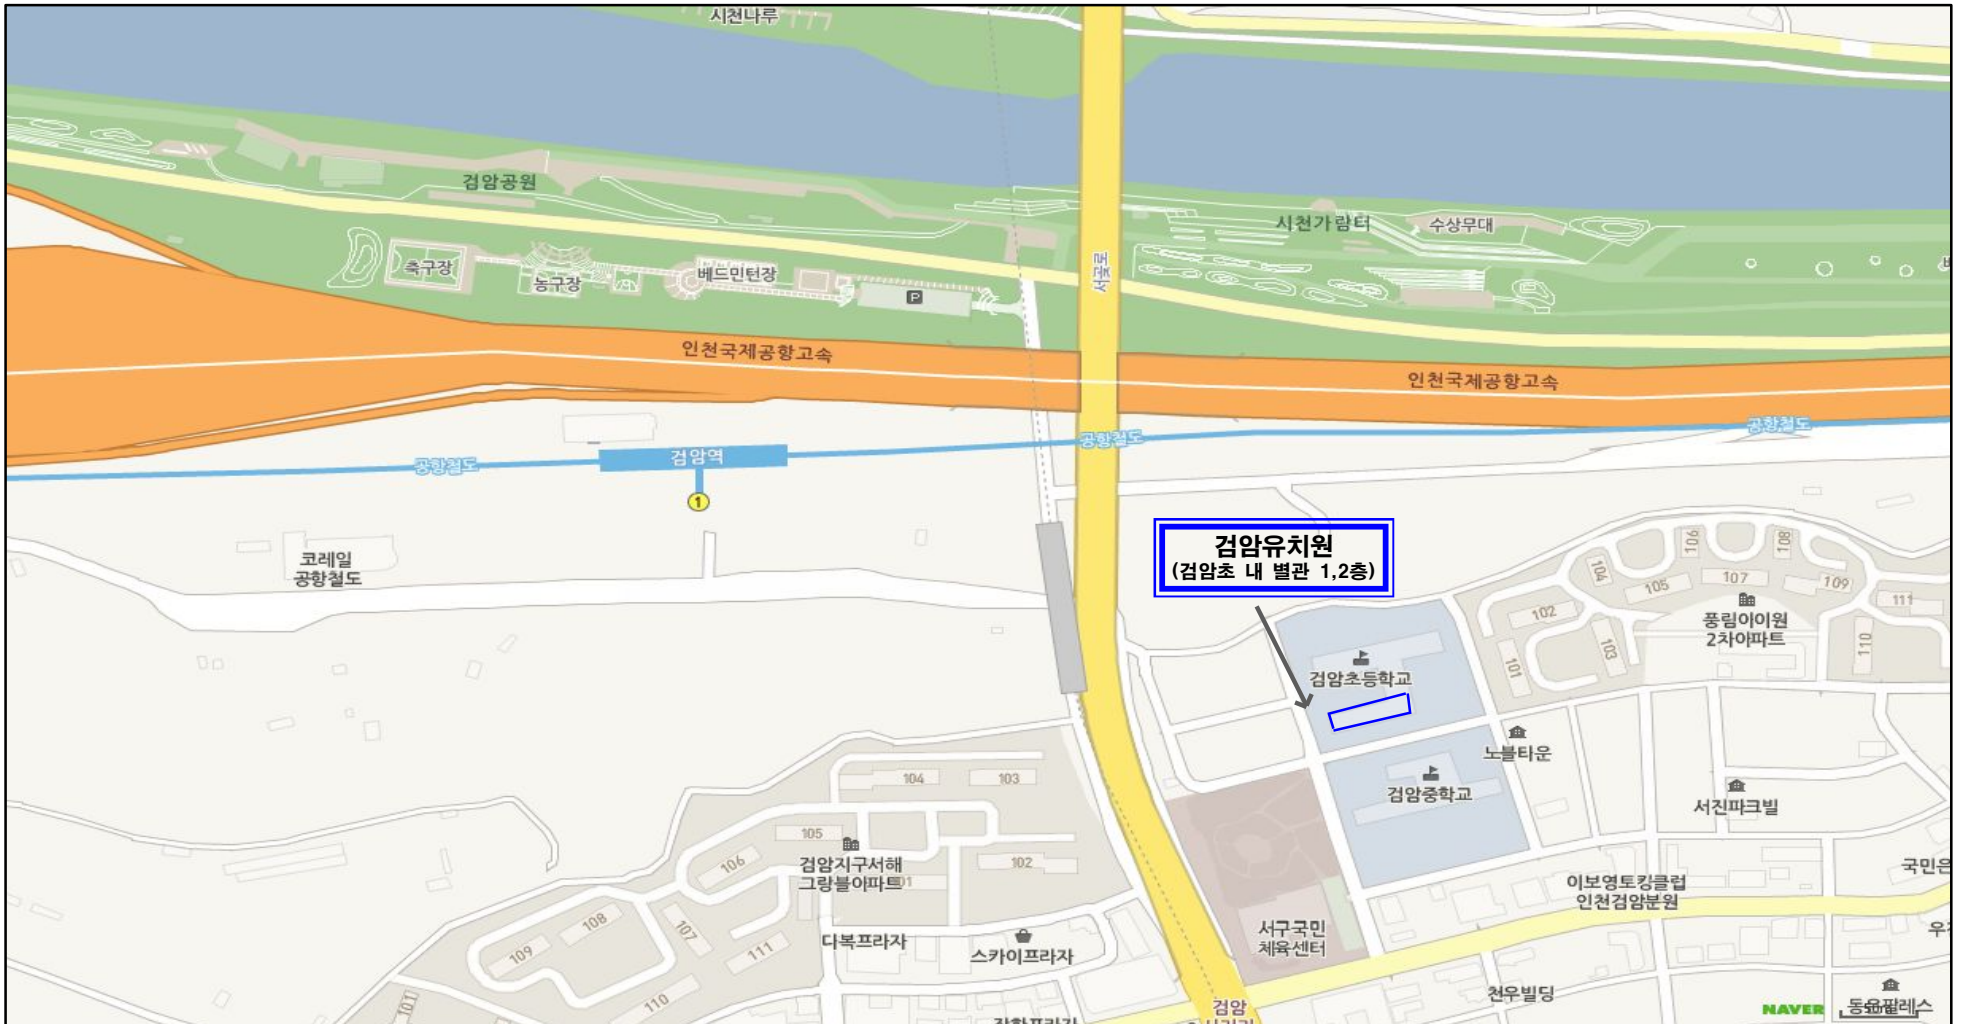 시천나루
검암공원
시천가람터
수상무대
축구장
농구장
베드민턴장
P
서곶로
인천국제공항고속
인천국제공항고속
공항철도
검암역
공항철도
공항철도
1
코레일
공항철도
검암유치원
(검암초 내 별관 1,2층)
106
108
104
105
107
109
111
102
103
101
110
풍림아이원
2차아파트
검암초등학교
노블타운
검암중학교
서진파크빌
104
103
105
106
102
검암지구서해
그랑블아파트
108
107
109
111
110
101
다복프라자
스카이프라자
서구국민
체육센터
이보영토킹클럽
인천검암분원
국민은
천우빌딩
검암
NAVER